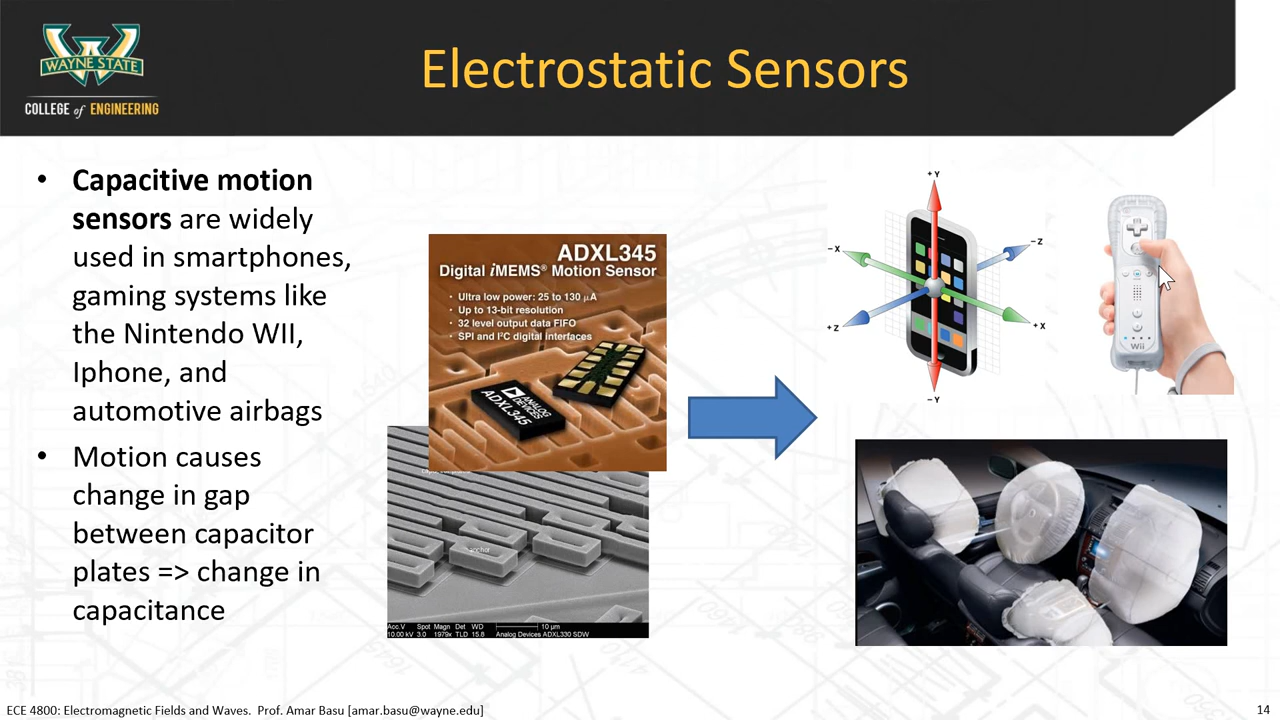 WAYNE STATE
COLLEGE of ENGINEERING
Electrostatic Sensors
• Capacitive motion
sensors are widely
used in smartphones,
gaming systems like
the Nintendo WII,
Iphone, and
automotive airbags
• Motion causes
change in gap
between capacitor
plates => change in
capacitance
ADXL345
Digital iMEMS® Motion Sensor
• Ultra low power: 25 to 130 µA
• Up to 13-bit resolution
• 32 level output data FIFO
• SPI and I²C digital interfaces
ANALOG
DEVICES
ADXL345
anchor
Acc.V Spot Magn Det WD 10 µm
10.00 kV 3.0 1979x TLD 15.8 Analog Devices ADXL330 SDW
+ Y
– X
– Z
+ Z
+ X
– Y
Wii
ECE 4800: Electromagnetic Fields and Waves. Prof. Amar Basu [amar.basu@wayne.edu]
14